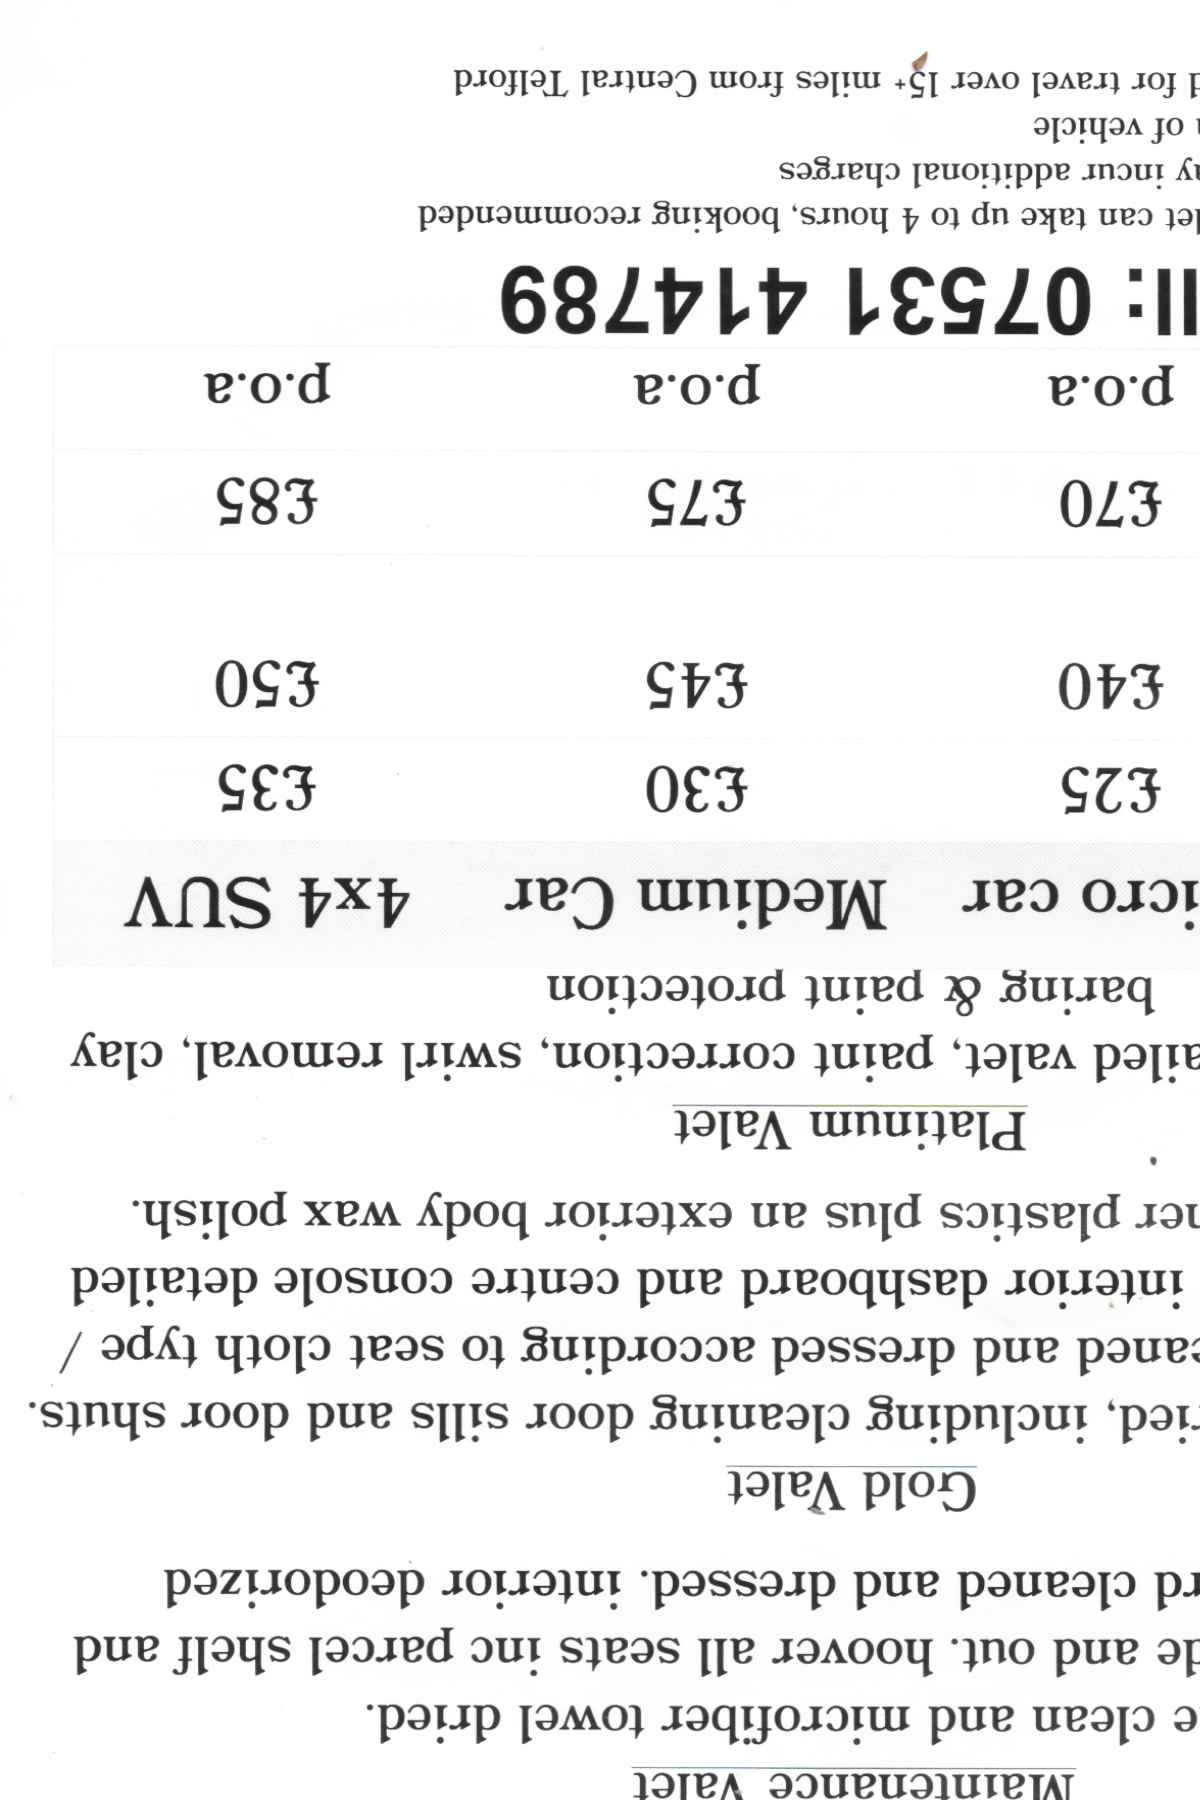 Maintenance Valet
e clean and microfiber towel dried.
de and out. hoover all seats inc parcel shelf and
rd cleaned and dressed. interior deodorized
Gold Valet
ried, including cleaning door sills and door shuts.
eaned and dressed according to seat cloth type /
interior dashboard and centre console detailed
ner plastics plus an exterior body wax polish.
Platinum Valet
ailed valet, paint correction, swirl removal, clay
baring & paint protection
icro car Medium Car 4x4 SUV
£25 £30 £35
£40 £45 £50
£70 £75 £85
p.o.a p.o.a p.o.a
ll: 07531 414789
let can take up to 4 hours, booking recommended
ay incur additional charges
n of vehicle
d for travel over 15+ miles from Central Telford